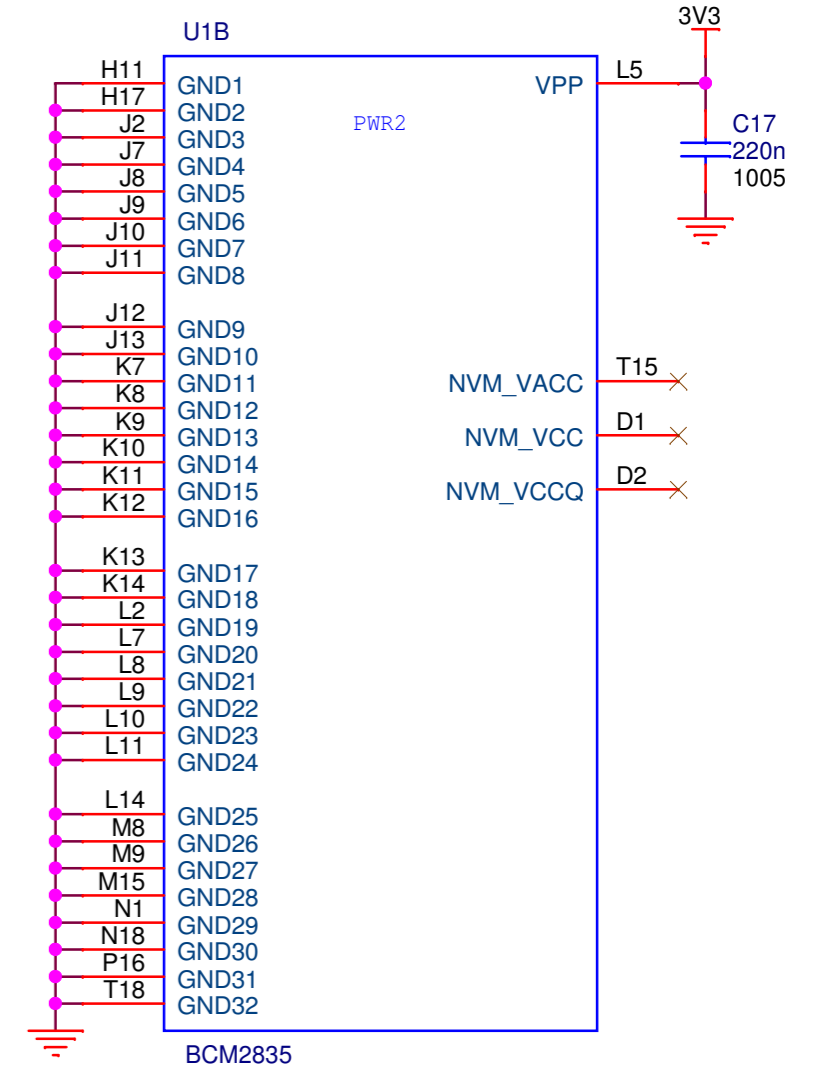 3V3
U1B
H11 GND1 VPP L5
H17 GND2
PWR2
J2 GND3
C17
J7 GND4
220n
J8 GND5
1005
J9 GND6
J10 GND7
J11 GND8
J12 GND9
J13 GND10
K7 GND11 NVM_VACC T15
K8 GND12
K9 GND13 NVM_VCC D1
K10 GND14
K11 GND15 NVM_VCCQ D2
K12 GND16
K13 GND17
K14 GND18
L2 GND19
L7 GND20
L8 GND21
L9 GND22
L10 GND23
L11 GND24
L14 GND25
M8 GND26
M9 GND27
M15 GND28
N1 GND29
N18 GND30
P16 GND31
T18 GND32
BCM2835